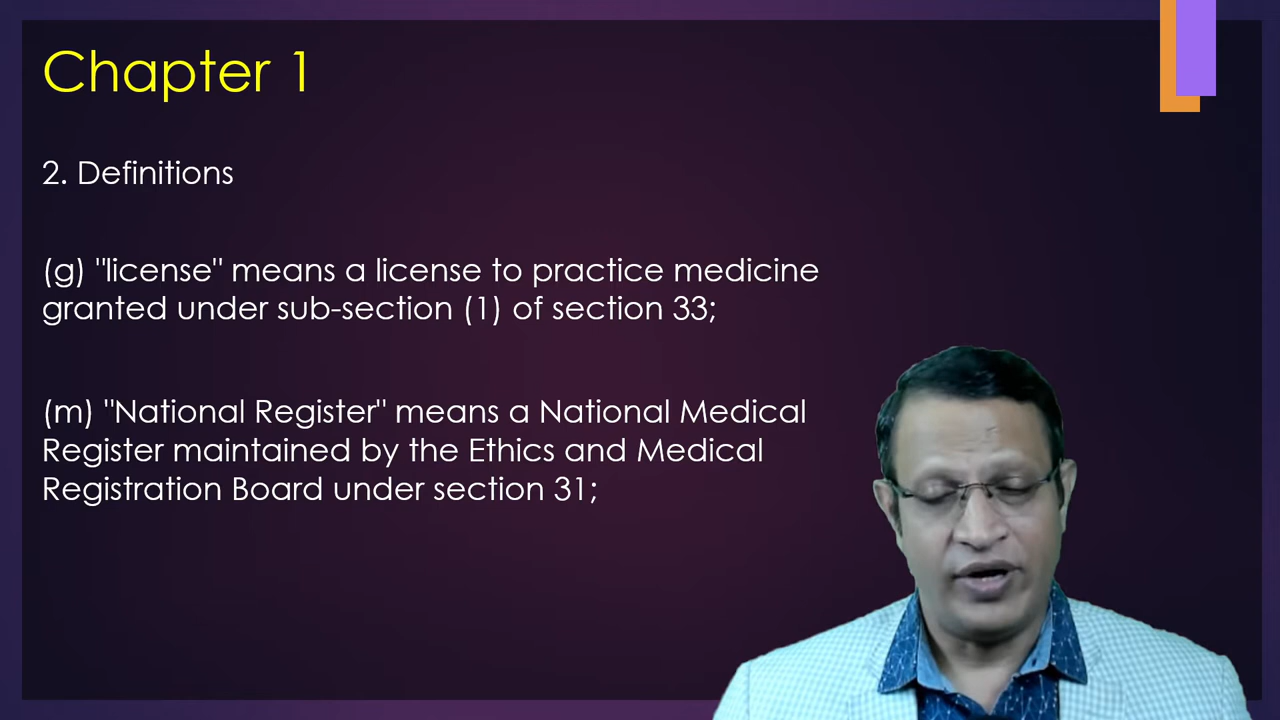 Chapter 1
2. Definitions
(g) "license" means a license to practice medicine
granted under sub-section (1) of section 33;
(m) "National Register" means a National Medical
Register maintained by the Ethics and Medical
Registration Board under section 31;